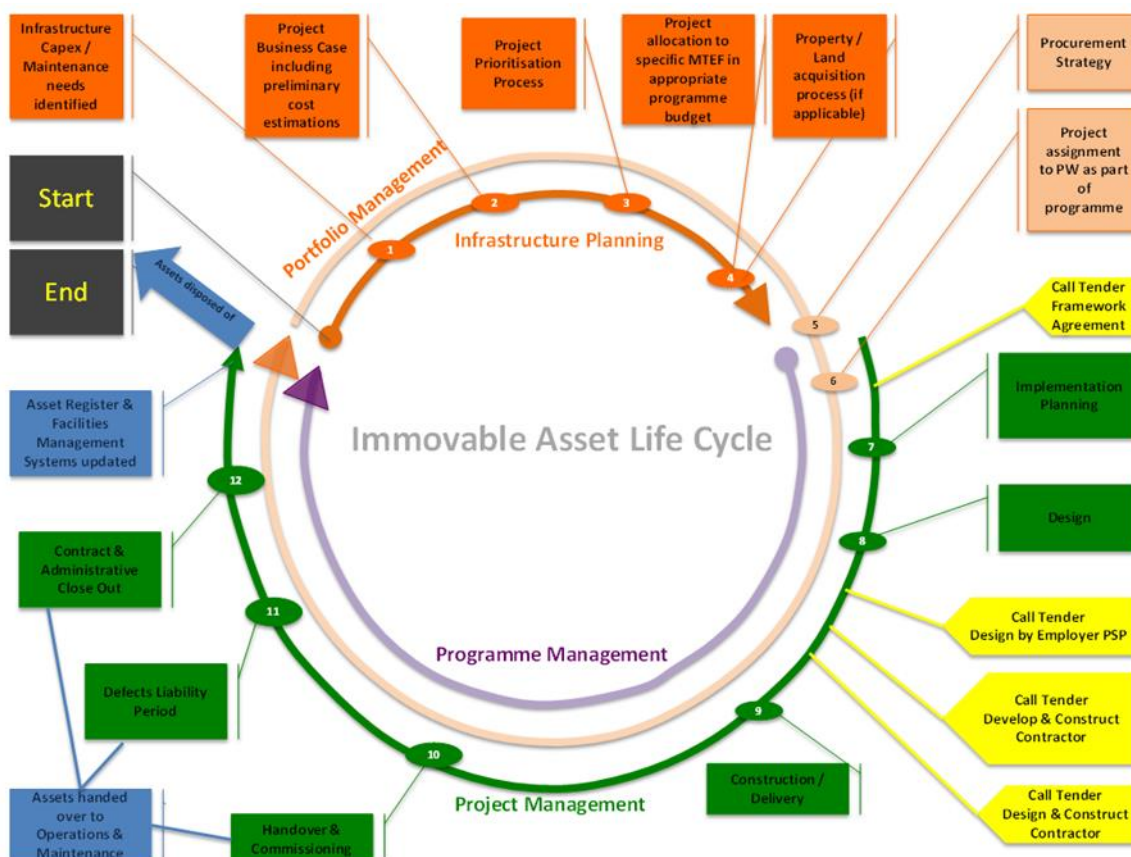 Infrastructure
Capex /
Maintenance
needs
identified
Project
Business Case
including
preliminary
cost
estimations
Project
Prioritisation
Process
Project
allocation to
specific MTEF in
appropriate
programme
budget
Property /
Land
acquisition
process (if
applicable)
Procurement
Strategy
Project
assignment
to PW as part
of
programme
Start
End
Assets disposed of
Portfolio Management
Infrastructure Planning
1
2
3
4
5
6
Call Tender
Framework
Agreement
Implementation
Planning
7
Design
8
Call Tender
Design by Employer PSP
Call Tender
Develop & Construct
Contractor
Call Tender
Design & Construct
Contractor
9
Construction /
Delivery
Immovable Asset Life Cycle
Programme Management
Project Management
10
Handover &
Commissioning
11
Defects Liability
Period
12
Contract &
Administrative
Close Out
Asset Register &
Facilities
Management
Systems updated
Assets handed
over to
Operations &
Maintenance